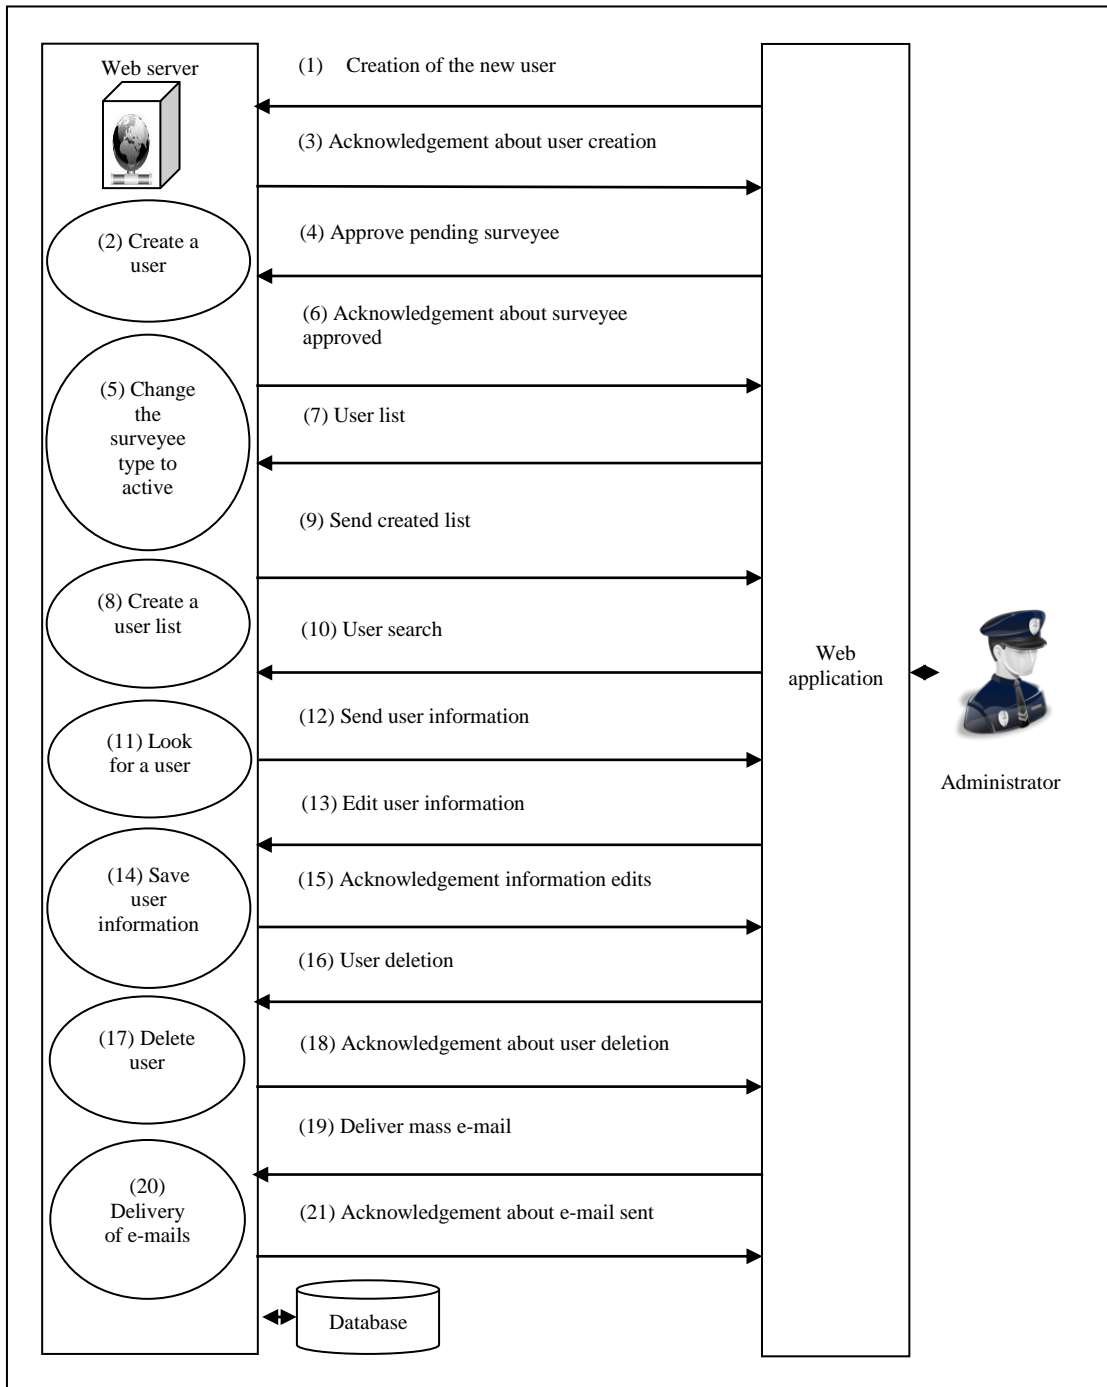 Web server
(1) Creation of the new user
(3) Acknowledgement about user creation
(2) Create a
user
(4) Approve pending surveyee
(6) Acknowledgement about surveyee
approved
(5) Change
the
surveyee
type to
active
(7) User list
(9) Send created list
(8) Create a
user list
(10) User search
(12) Send user information
(11) Look
for a user
(13) Edit user information
(14) Save
user
information
(15) Acknowledgement information edits
(16) User deletion
(17) Delete
user
(18) Acknowledgement about user deletion
(19) Deliver mass e-mail
(20)
Delivery
of e-mails
(21) Acknowledgement about e-mail sent
Database
Web
application
Administrator